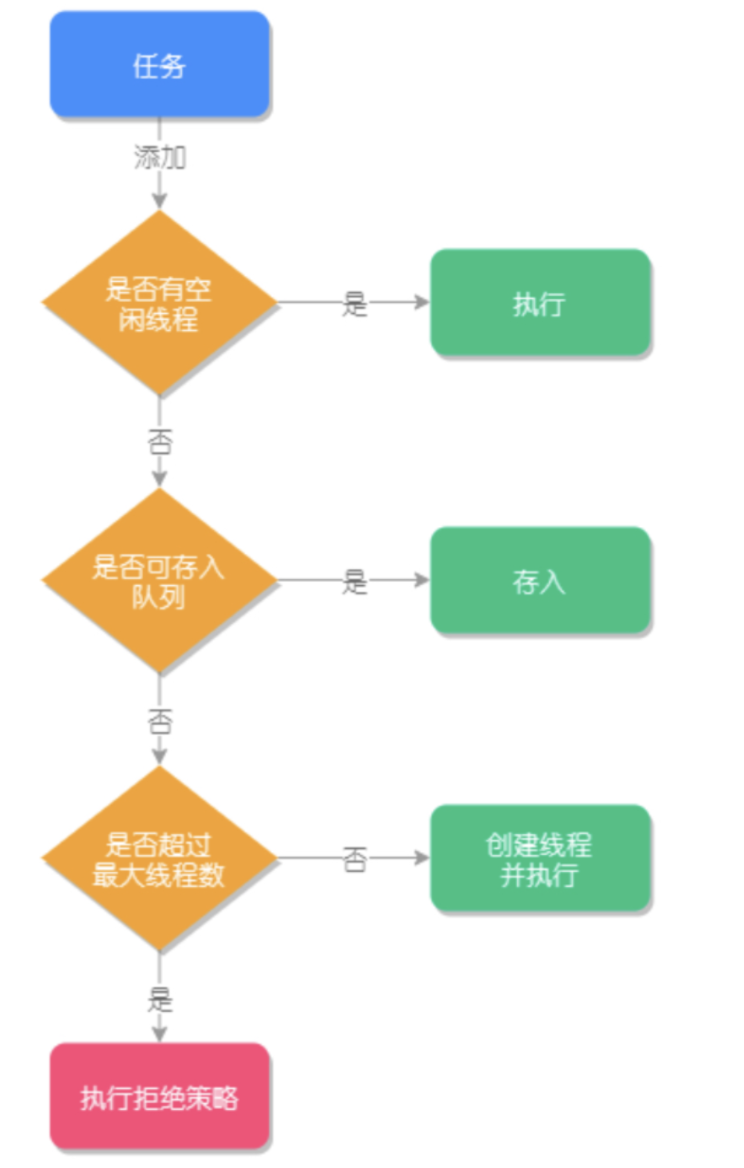 任务
添加
是否有空
闲线程
是
执行
否
是否可存入
队列
是
存入
否
是否超过
最大线程数
否
创建线程
并执行
是
执行拒绝策略